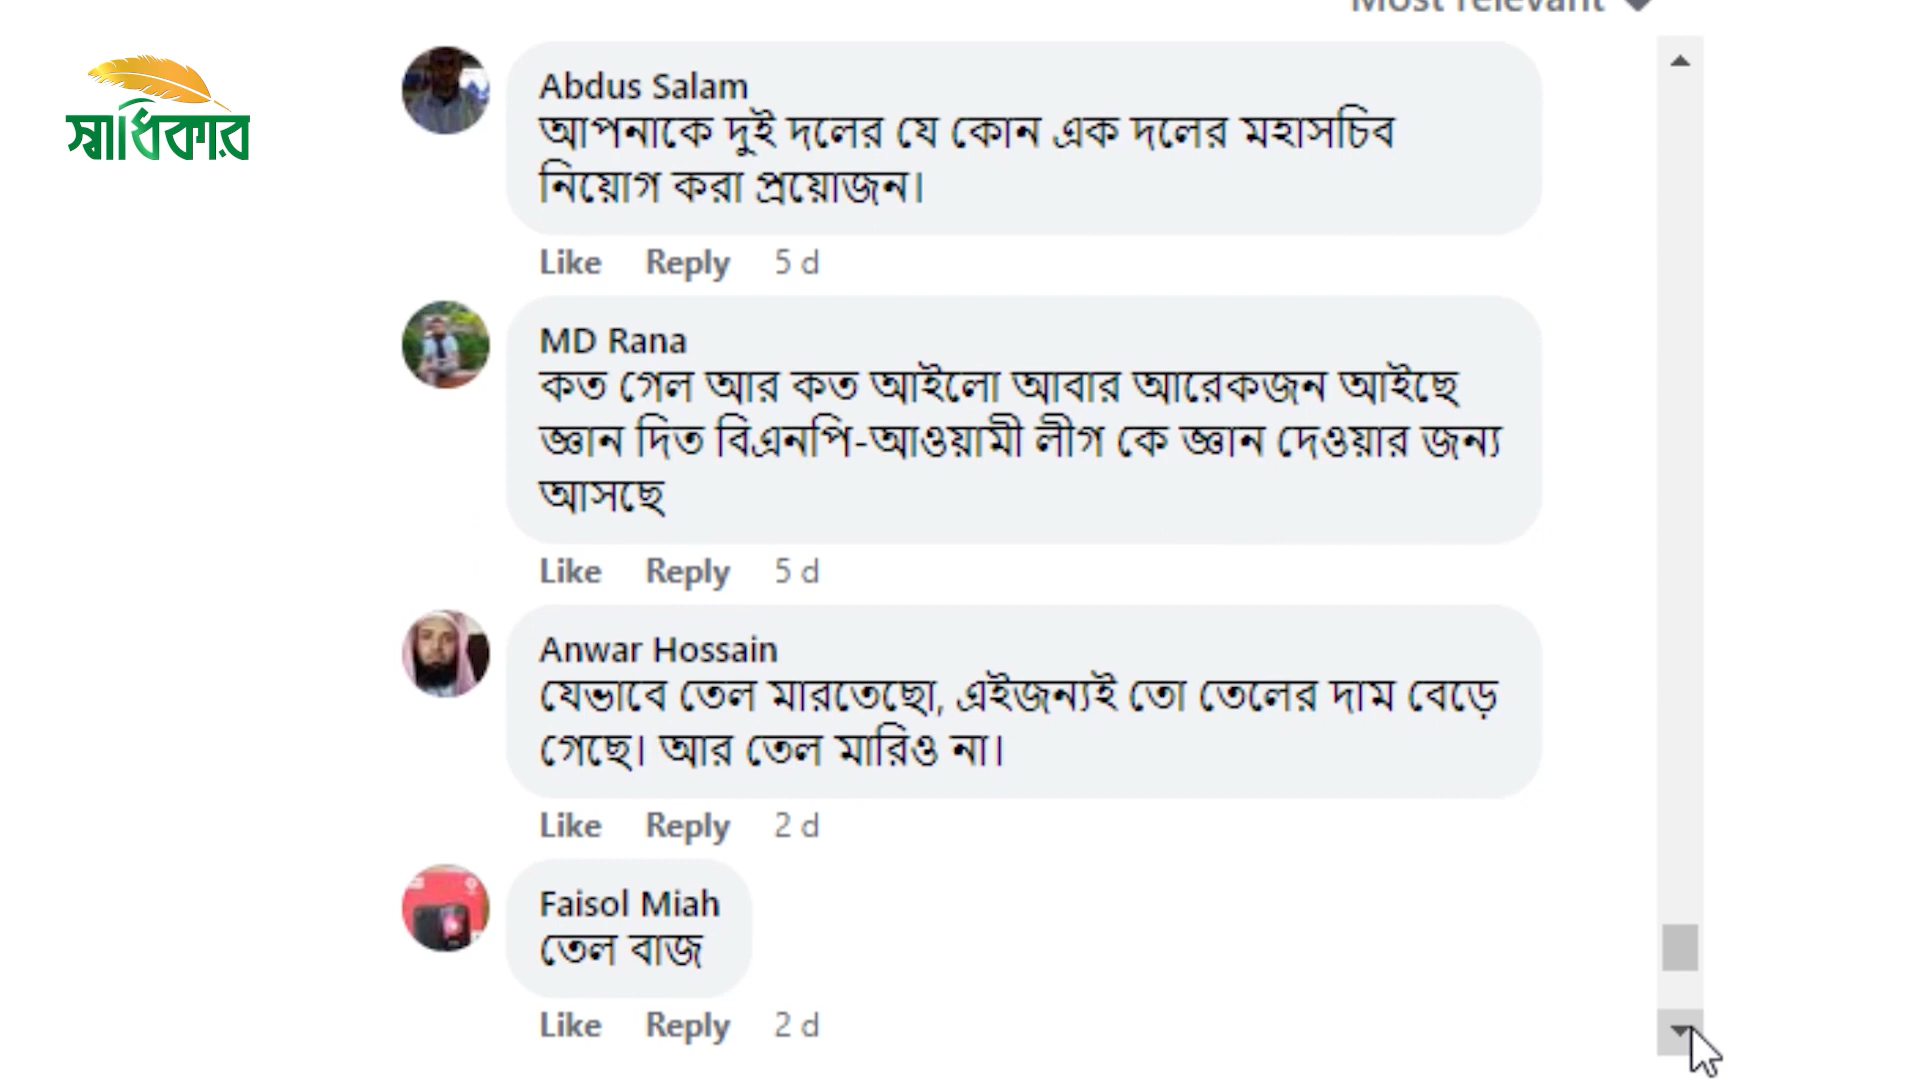 Most relevant
স্বাধিকার
Abdus Salam
আপনাকে দুই দলের যে কোন এক দলের মহাসচিব
নিয়োগ করা প্রয়োজন।
Like Reply 5 d
MD Rana
কত গেল আর কত আইলো আবার আরেকজন আইছে
জ্ঞান দিত বিএনপি-আওয়ামী লীগ কে জ্ঞান দেওয়ার জন্য
আসছে
Like Reply 5 d
Anwar Hossain
যেভাবে তেল মারতেছো, এইজন্যই তো তেলের দাম বেড়ে
গেছে। আর তেল মারিও না।
Like Reply 2 d
Faisol Miah
তেল বাজ
Like Reply 2 d